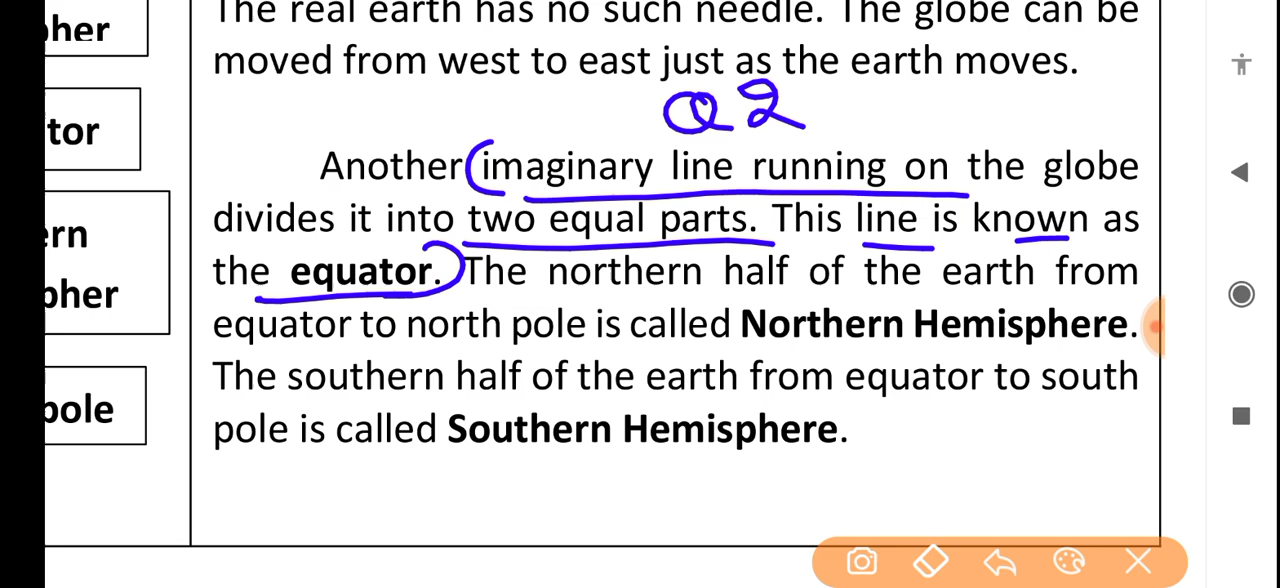 pher
tor
ern
pher
pole
The real earth has no such needle. The globe can be
moved from west to east just as the earth moves.
Q2
Another imaginary line running on the globe
divides it into two equal parts. This line is known as
the equator. The northern half of the earth from
equator to north pole is called Northern Hemisphere.
The southern half of the earth from equator to south
pole is called Southern Hemisphere.